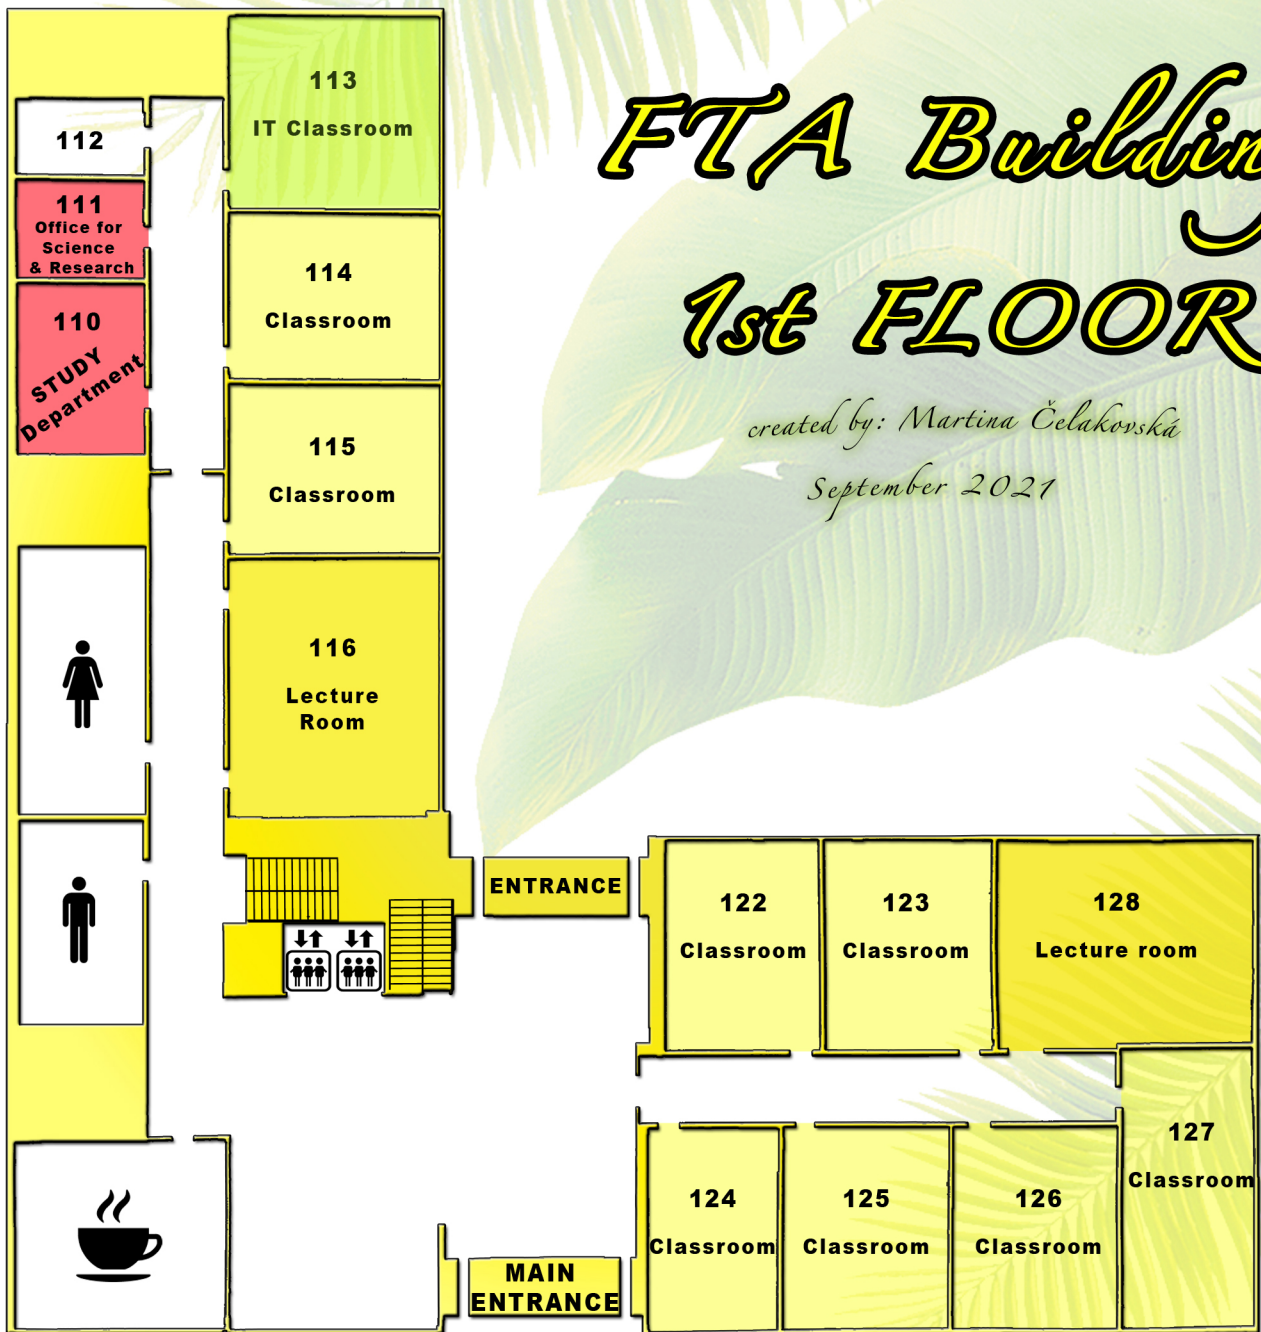 FTA Buildin
1st FLOOR
created by: Martina Čelakovská
September 2021
113
IT Classroom
112
111
Office for
Science
& Research
110
STUDY
Department
114
Classroom
115
Classroom
116
Lecture
Room
ENTRANCE
122
Classroom
123
Classroom
128
Lecture room
127
Classroom
124
Classroom
125
Classroom
126
Classroom
MAIN
ENTRANCE